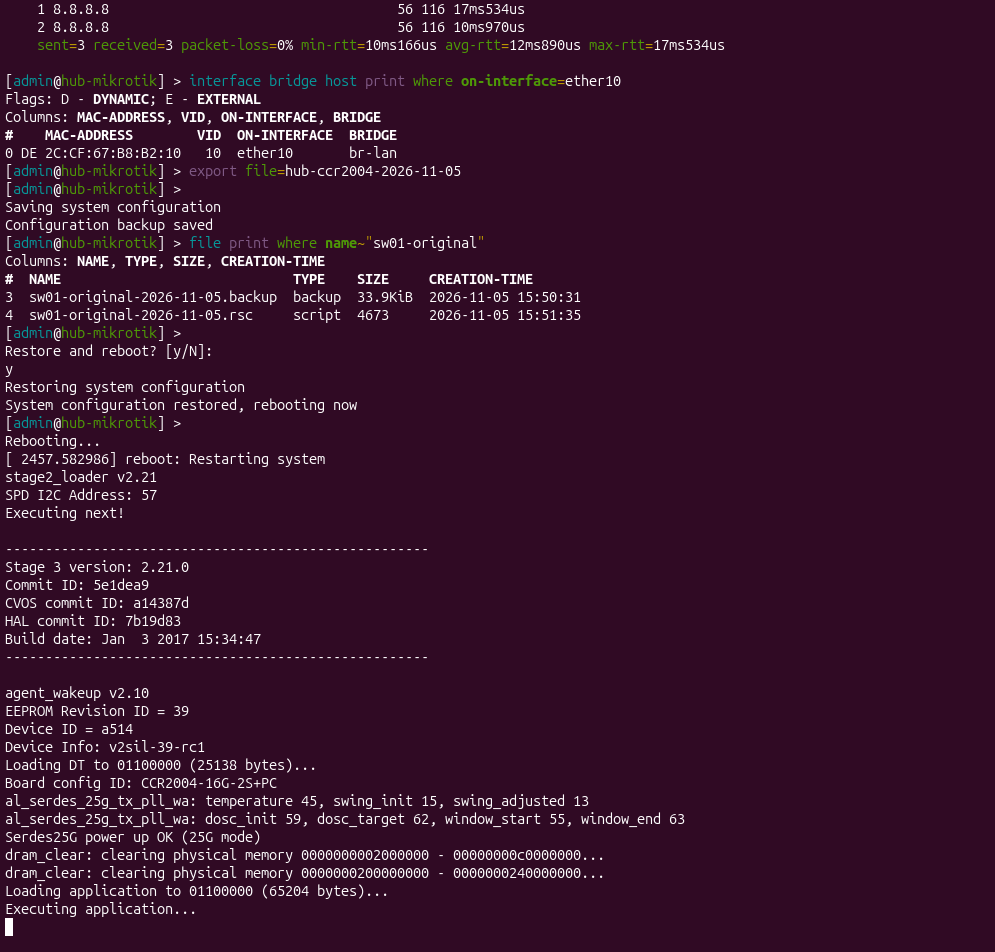 1 8.8.8.8 56 116 17ms534us
2 8.8.8.8 56 116 10ms970us
sent=3 received=3 packet-loss=0% min-rtt=10ms166us avg-rtt=12ms890us max-rtt=17ms534us
[admin@hub-mikrotik] > interface bridge host print where on-interface=ether10
Flags: D - DYNAMIC; E - EXTERNAL
Columns: MAC-ADDRESS, VID, ON-INTERFACE, BRIDGE
#    MAC-ADDRESS        VID  ON-INTERFACE  BRIDGE
0 DE 2C:CF:67:B8:B2:10   10  ether10       br-lan
[admin@hub-mikrotik] > export file=hub-ccr2004-2026-11-05
[admin@hub-mikrotik] >
Saving system configuration
Configuration backup saved
[admin@hub-mikrotik] > file print where name~"sw01-original"
Columns: NAME, TYPE, SIZE, CREATION-TIME
#  NAME                             TYPE    SIZE     CREATION-TIME
3  sw01-original-2026-11-05.backup  backup  33.9KiB  2026-11-05 15:50:31
4  sw01-original-2026-11-05.rsc     script  4673     2026-11-05 15:51:35
[admin@hub-mikrotik] >
Restore and reboot? [y/N]:
y
Restoring system configuration
System configuration restored, rebooting now
[admin@hub-mikrotik] >
Rebooting...
[ 2457.582986] reboot: Restarting system
stage2_loader v2.21
SPD I2C Address: 57
Executing next!
-----------------------------------------------------
Stage 3 version: 2.21.0
Commit ID: 5e1dea9
CVOS commit ID: a14387d
HAL commit ID: 7b19d83
Build date: Jan  3 2017 15:34:47
-----------------------------------------------------
agent_wakeup v2.10
EEPROM Revision ID = 39
Device ID = a514
Device Info: v2sil-39-rc1
Loading DT to 01100000 (25138 bytes)...
Board config ID: CCR2004-16G-2S+PC
al_serdes_25g_tx_pll_wa: temperature 45, swing_init 15, swing_adjusted 13
al_serdes_25g_tx_pll_wa: dosc_init 59, dosc_target 62, window_start 55, window_end 63
Serdes25G power up OK (25G mode)
dram_clear: clearing physical memory 0000000002000000 - 00000000c0000000...
dram_clear: clearing physical memory 0000000200000000 - 0000000240000000...
Loading application to 01100000 (65204 bytes)...
Executing application...